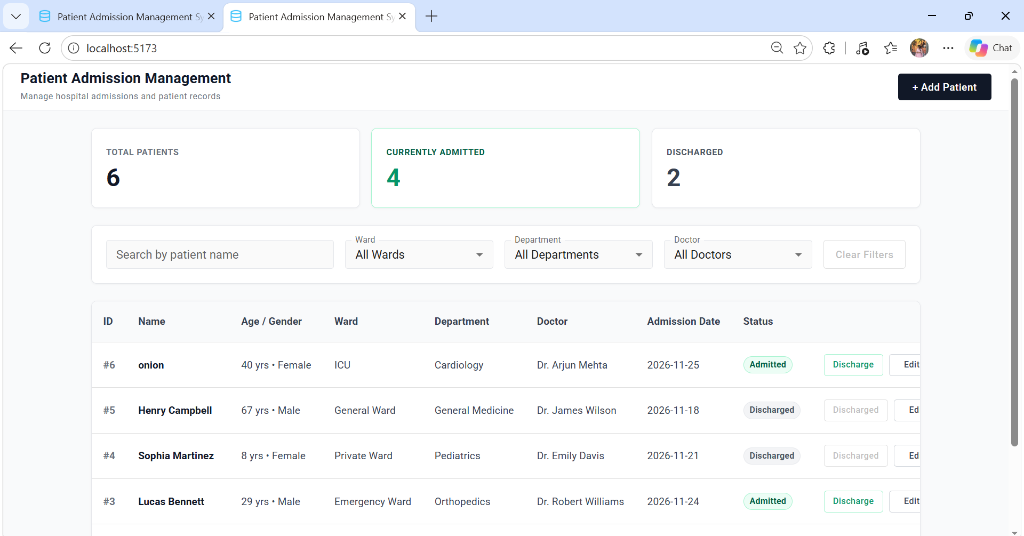 Patient Admission Management Sy
Patient Admission Management Sy
localhost:5173
Chat
Patient Admission Management
Manage hospital admissions and patient records
+ Add Patient
TOTAL PATIENTS
6
CURRENTLY ADMITTED
4
DISCHARGED
2
Search by patient name
Ward
All Wards
Department
All Departments
Doctor
All Doctors
Clear Filters
ID Name Age / Gender Ward Department Doctor Admission Date Status
#6 onion 40 yrs • Female ICU Cardiology Dr. Arjun Mehta 2026-11-25 Admitted Discharge Edit
#5 Henry Campbell 67 yrs • Male General Ward General Medicine Dr. James Wilson 2026-11-18 Discharged Discharged Ed
#4 Sophia Martinez 8 yrs • Female Private Ward Pediatrics Dr. Emily Davis 2026-11-21 Discharged Discharged Ed
#3 Lucas Bennett 29 yrs • Male Emergency Ward Orthopedics Dr. Robert Williams 2026-11-24 Admitted Discharge Edit